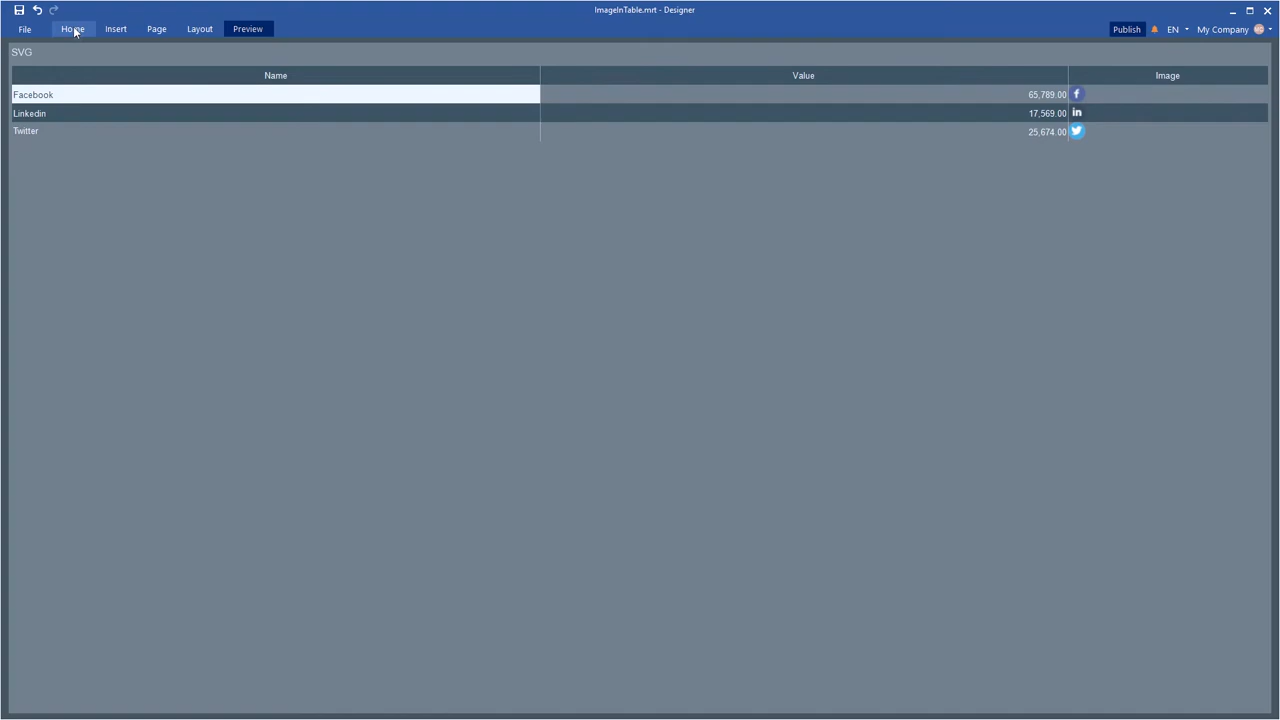 ImageInTable.mrt - Designer
File Home Insert Page Layout Preview Publish EN My Company
SVG
Name Value Image
Facebook 65,789.00 f
Linkedin 17,569.00 in
Twitter 25,674.00